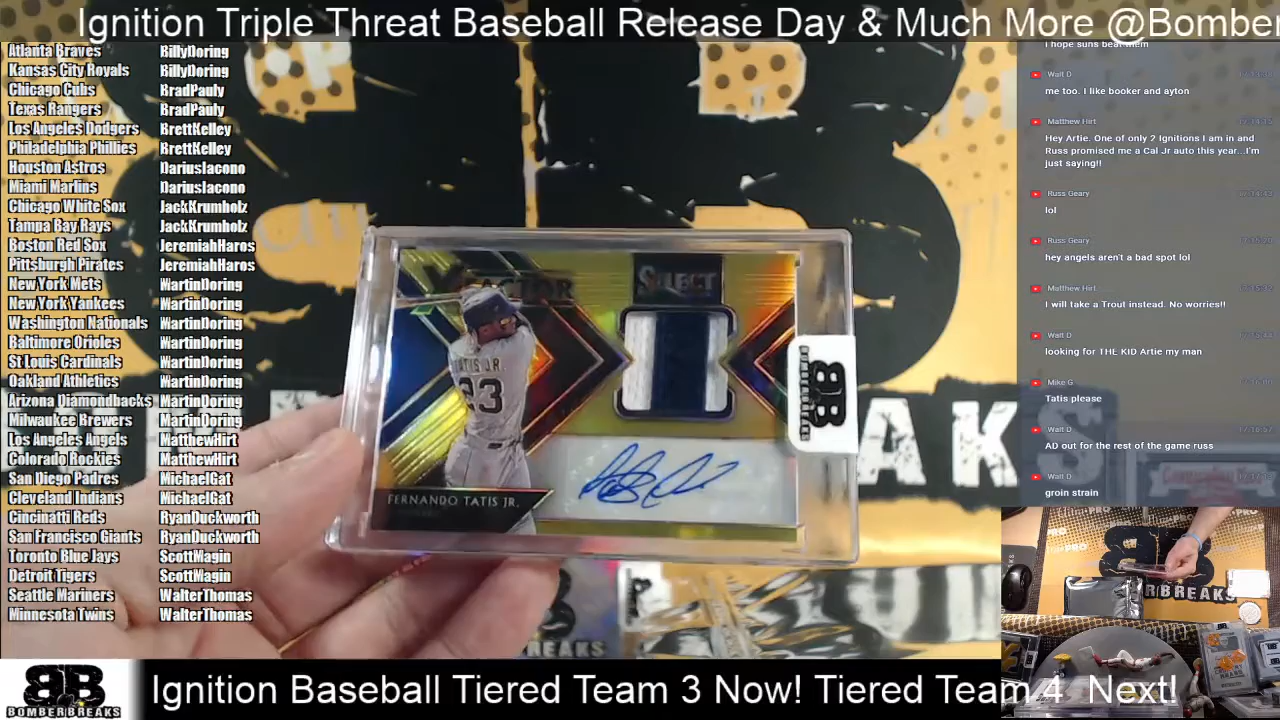 Ignition Triple Threat Baseball Release Day & Much More @Bomber
Atlanta Braves BillyDoring
Kansas City Royals BillyDoring
Chicago Cubs BradPauly
Texas Rangers BradPauly
Los Angeles Dodgers BrettKelley
Philadelphia Phillies BrettKelley
Houston Astros DariusIacono
Miami Marlins DariusIacono
Chicago White Sox JackKrumholz
Tampa Bay Rays JackKrumholz
Boston Red Sox JeremiahHaros
Pittsburgh Pirates JeremiahHaros
New York Mets MartinDoring
New York Yankees MartinDoring
Washington Nationals MartinDoring
Baltimore Orioles MartinDoring
St Louis Cardinals MartinDoring
Oakland Athletics MartinDoring
Arizona Diamondbacks MartinDoring
Milwaukee Brewers MartinDoring
Los Angeles Angels MatthewHirt
Colorado Rockies MatthewHirt
San Diego Padres MichaelGat
Cleveland Indians MichaelGat
Cincinatti Reds RyanDuckworth
San Francisco Giants RyanDuckworth
Toronto Blue Jays ScottMagin
Detroit Tigers ScottMagin
Seattle Mariners WalterThomas
Minnesota Twins WalterThomas
X FACTOR
SELECT
TATIS JR.
23
FERNANDO TATIS JR.
BOMBERBREAKS
AK
REAKS
I hope suns beat them
Walt D
me too. I like booker and ayton
Matthew Hirt
Hey Artie. One of only 2 Ignitions I am in and
Russ promised me a Cal Jr auto this year...I'm
just saying!!
Russ Geary
lol
Russ Geary
hey angels aren't a bad spot lol
Matthew Hirt
I will take a Trout instead. No worries!!
Walt D
looking for THE KID Artie my man
Mike G
Tatis please
Walt D
AD out for the rest of the game russ
Walt D
groin strain
BERBREAKS
BOMBERBREAKS
Ignition Baseball Tiered Team 3 Now! Tiered Team 4 Next!